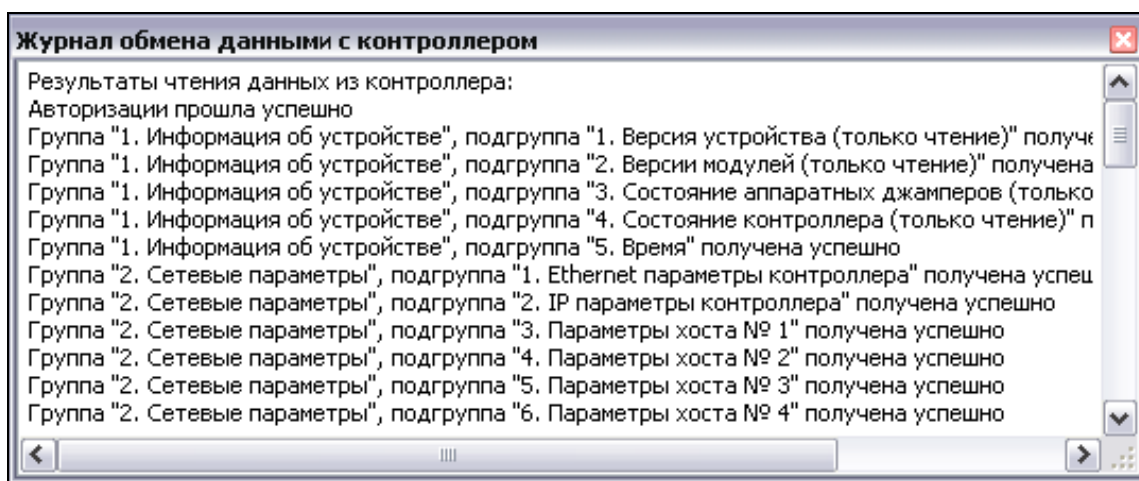 Журнал обмена данными с контроллером
Результаты чтения данных из контроллера:
Авторизации прошла успешно
Группа "1. Информация об устройстве", подгруппа "1. Версия устройства (только чтение)" получе
Группа "1. Информация об устройстве", подгруппа "2. Версии модулей (только чтение)" получена
Группа "1. Информация об устройстве", подгруппа "3. Состояние аппаратных джамперов (только
Группа "1. Информация об устройстве", подгруппа "4. Состояние контроллера (только чтение)" п
Группа "1. Информация об устройстве", подгруппа "5. Время" получена успешно
Группа "2. Сетевые параметры", подгруппа "1. Ethernet параметры контроллера" получена успеш
Группа "2. Сетевые параметры", подгруппа "2. IP параметры контроллера" получена успешно
Группа "2. Сетевые параметры", подгруппа "3. Параметры хоста № 1" получена успешно
Группа "2. Сетевые параметры", подгруппа "4. Параметры хоста № 2" получена успешно
Группа "2. Сетевые параметры", подгруппа "5. Параметры хоста № 3" получена успешно
Группа "2. Сетевые параметры", подгруппа "6. Параметры хоста № 4" получена успешно